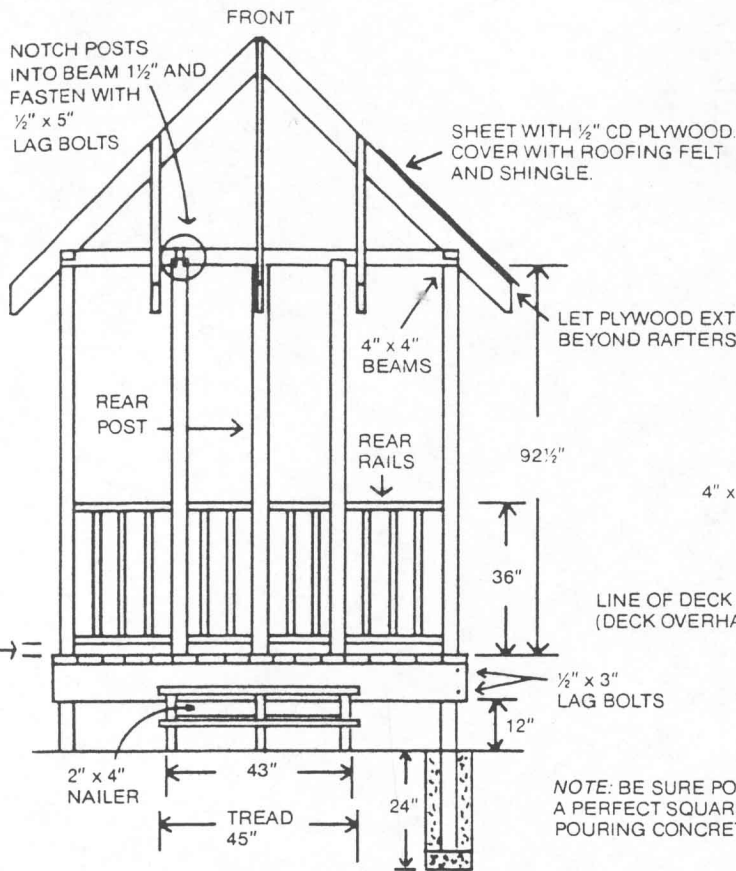 FRONT
NOTCH POSTS
INTO BEAM 1½" AND
FASTEN WITH
½" x 5"
LAG BOLTS
SHEET WITH ½" CD PLYWOOD.
COVER WITH ROOFING FELT
AND SHINGLE.
LET PLYWOOD EXT
BEYOND RAFTERS
4" x 4"
BEAMS
REAR
POST
REAR
RAILS
92½"
4" x
36"
LINE OF DECK
(DECK OVERHA
½" x 3"
LAG BOLTS
12"
2" x 4"
NAILER
43"
24"
TREAD
45"
NOTE: BE SURE PO
A PERFECT SQUAR
POURING CONCRET